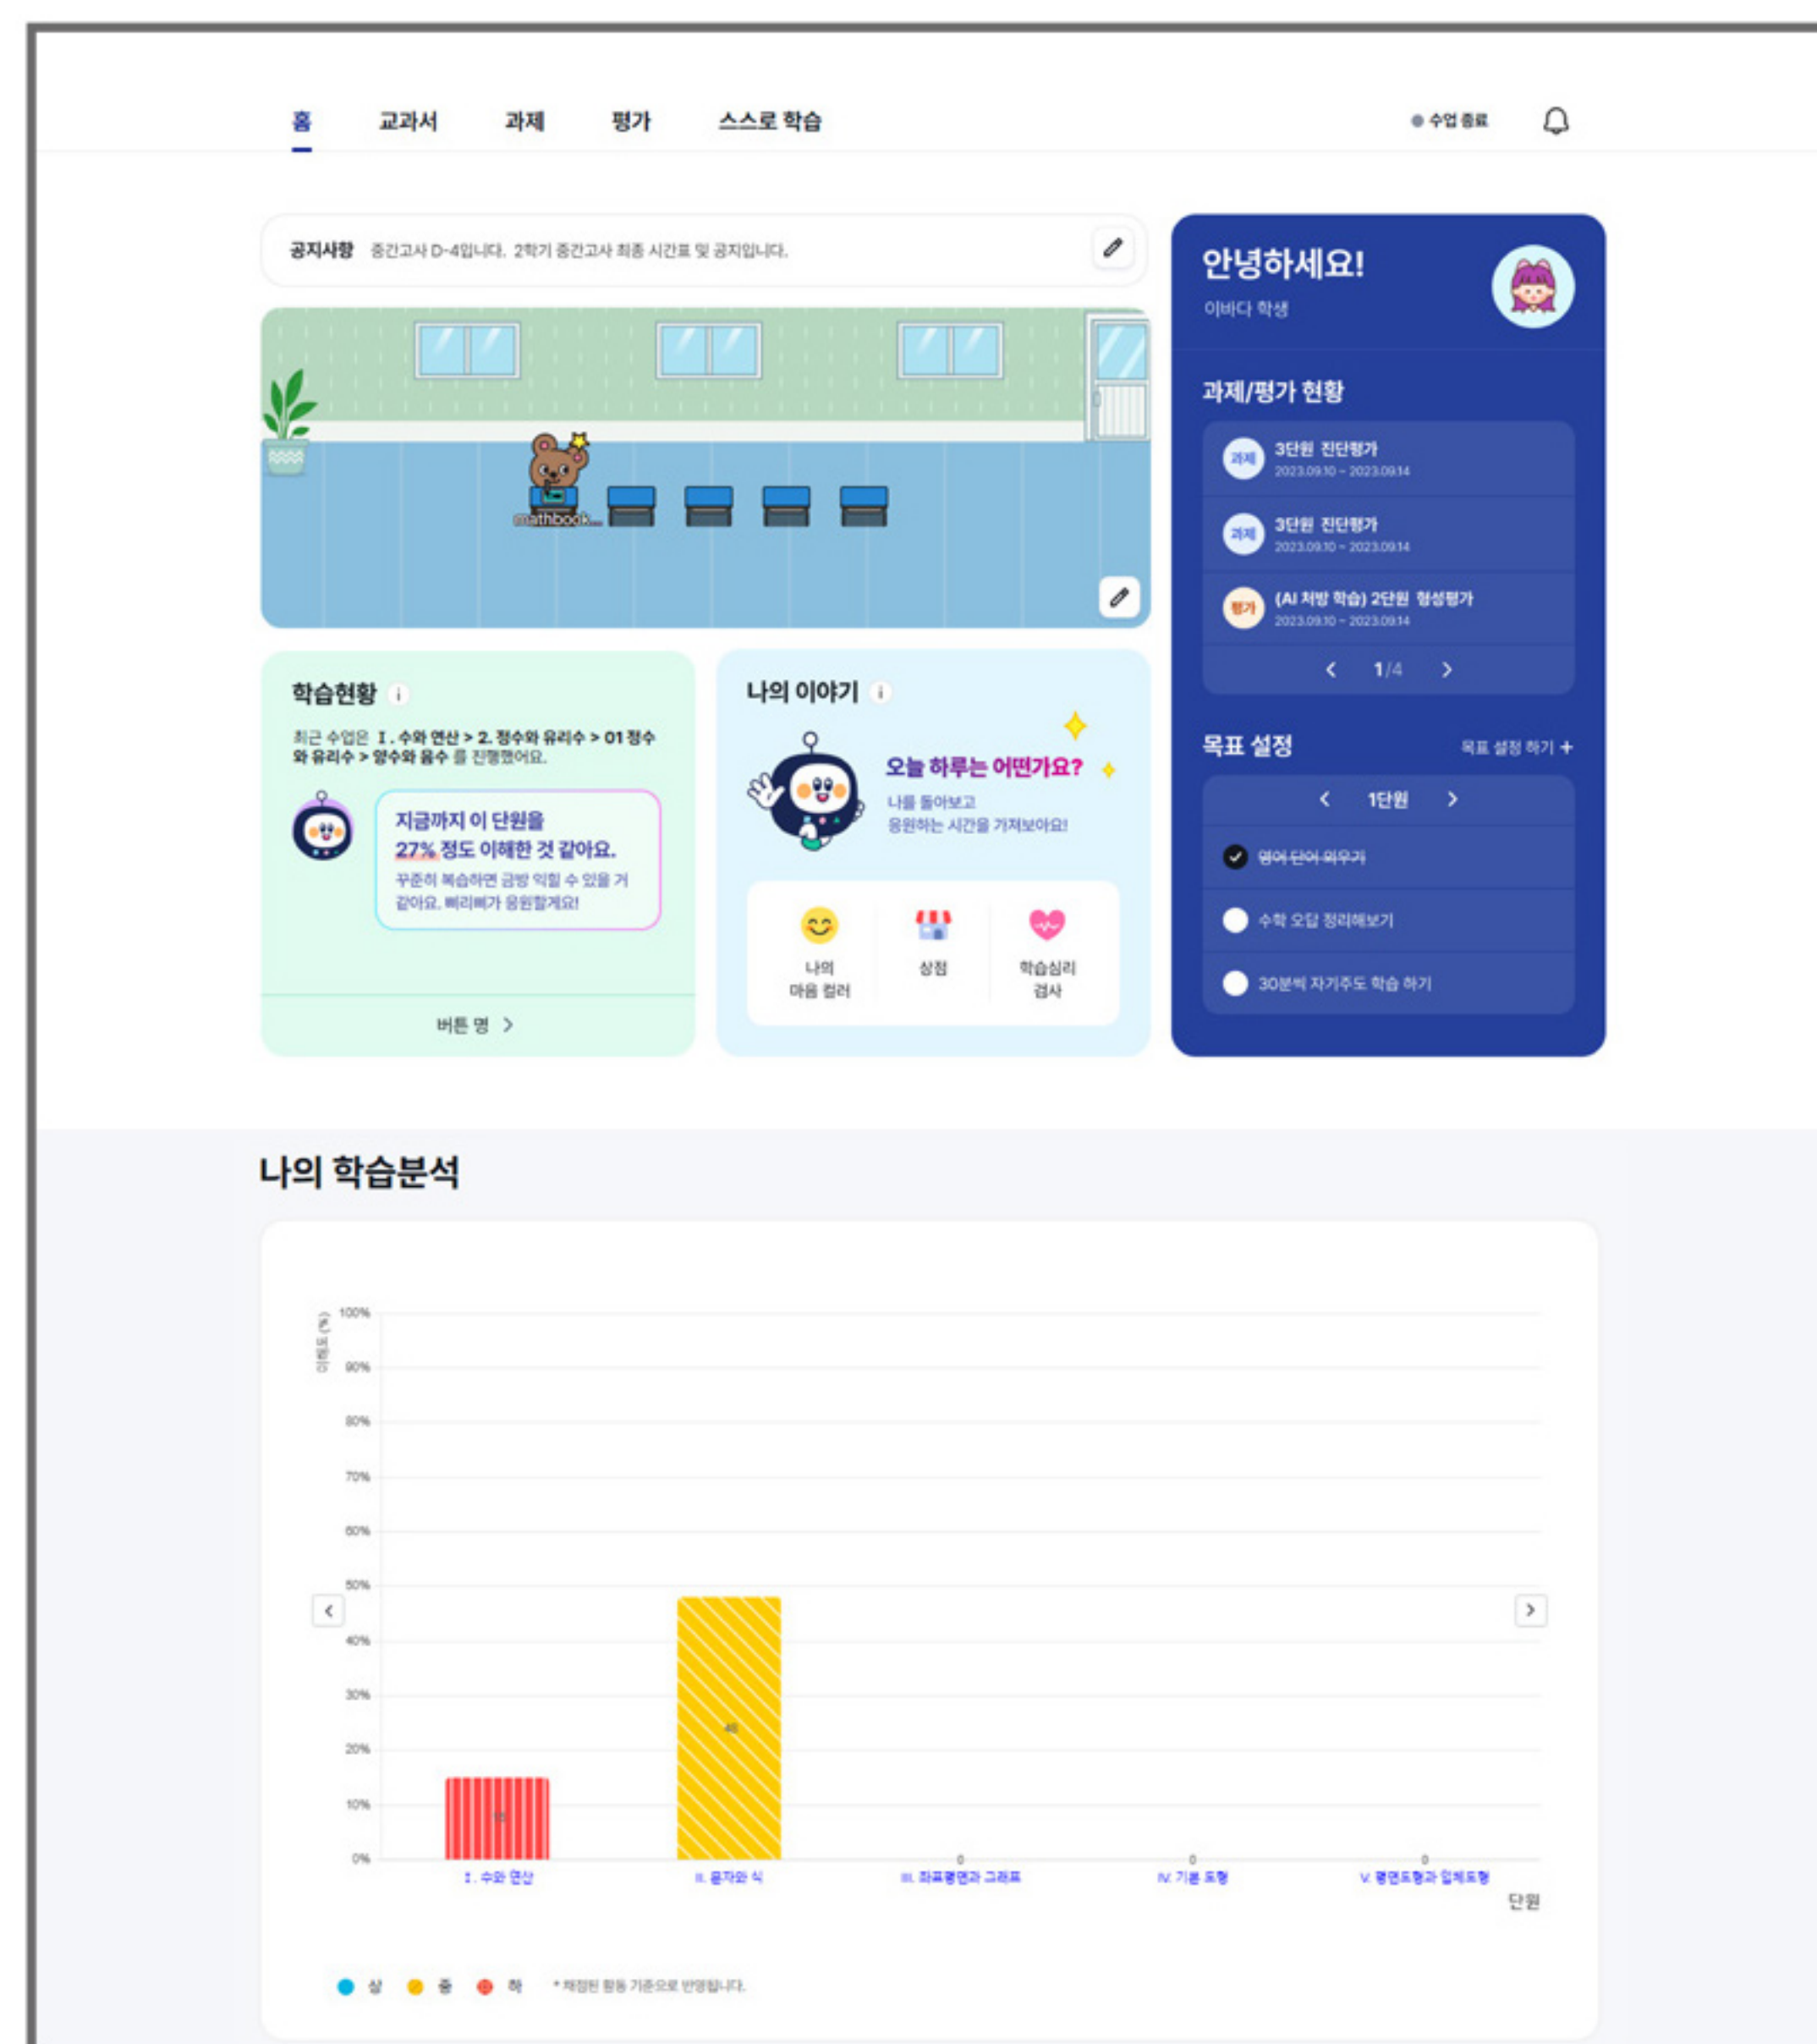 홈 교과서 과제 평가 스스로 학습 수업 종료
공지사항 중간고사 D-4입니다. 2학기 중간고사 최종 시간표 및 공지입니다.
mathbook...
학습현황 i
최근 수업은 Ⅰ. 수와 연산 > 2. 정수와 유리수 > 01 정수
와 유리수 > 양수와 음수 를 진행했어요.
지금까지 이 단원을
27% 정도 이해한 것 같아요.
꾸준히 복습하면 금방 익힐 수 있을 거
같아요. 삐리삐가 응원할게요!
버튼 명 >
나의 이야기 i
오늘 하루는 어떤가요?
나를 돌아보고
응원하는 시간을 가져보아요!
나의
마음 컬러
상점
학습심리
검사
안녕하세요!
이바다 학생
과제/평가 현황
과제 3단원 진단평가
2023.09.10 ~ 2023.09.14
과제 3단원 진단평가
2023.09.10 ~ 2023.09.14
평가 (AI 처방 학습) 2단원 형성평가
2023.09.10 ~ 2023.09.14
< 1/4 >
목표 설정 목표 설정 하기 +
< 1단원 >
영어 단어 외우기
수학 오답 정리해보기
30분씩 자기주도 학습 하기
나의 학습분석
이해도(%)
100%
90%
80%
70%
60%
50%
40%
30%
20%
10%
0%
15
48
0
0
0
Ⅰ. 수와 연산
Ⅱ. 문자와 식
Ⅲ. 좌표평면과 그래프
Ⅳ. 기본 도형
Ⅴ. 평면도형과 입체도형
단원
상 중 하 * 채점된 활동 기준으로 반영됩니다.